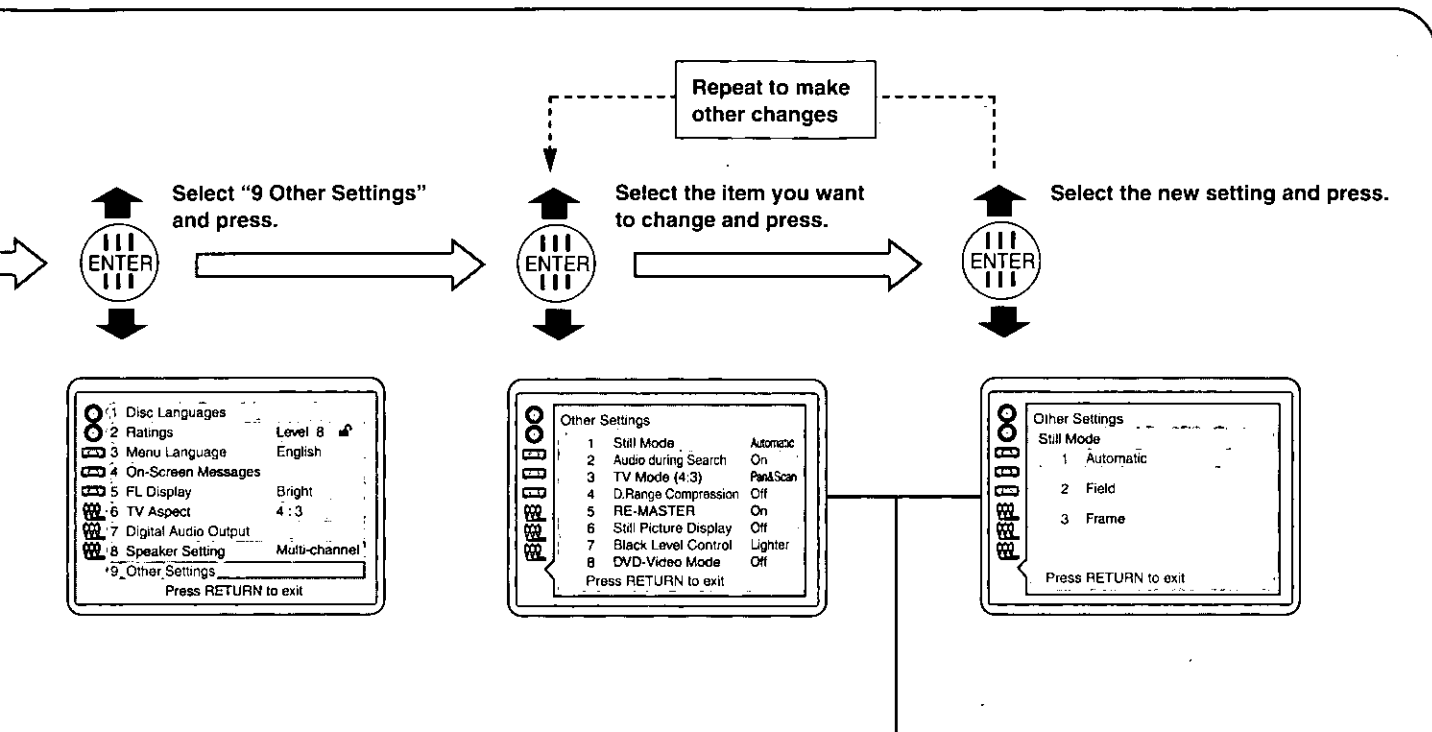 Repeat to make
other changes
Select “9 Other Settings”
and press.
Select the item you want
to change and press.
Select the new setting and press.
ENTER
ENTER
ENTER
1 Disc Languages
2 Ratings Level 8
3 Menu Language English
4 On-Screen Messages
5 FL Display Bright
6 TV Aspect 4 : 3
7 Digital Audio Output
8 Speaker Setting Multi-channel
9 Other Settings
Press RETURN to exit
Other Settings
1 Still Mode Automatic
2 Audio during Search On
3 TV Mode (4:3) Pan&Scan
4 D.Range Compression Off
5 RE-MASTER On
6 Still Picture Display Off
7 Black Level Control Lighter
8 DVD-Video Mode Off
Press RETURN to exit
Other Settings
Still Mode
1 Automatic
2 Field
3 Frame
Press RETURN to exit